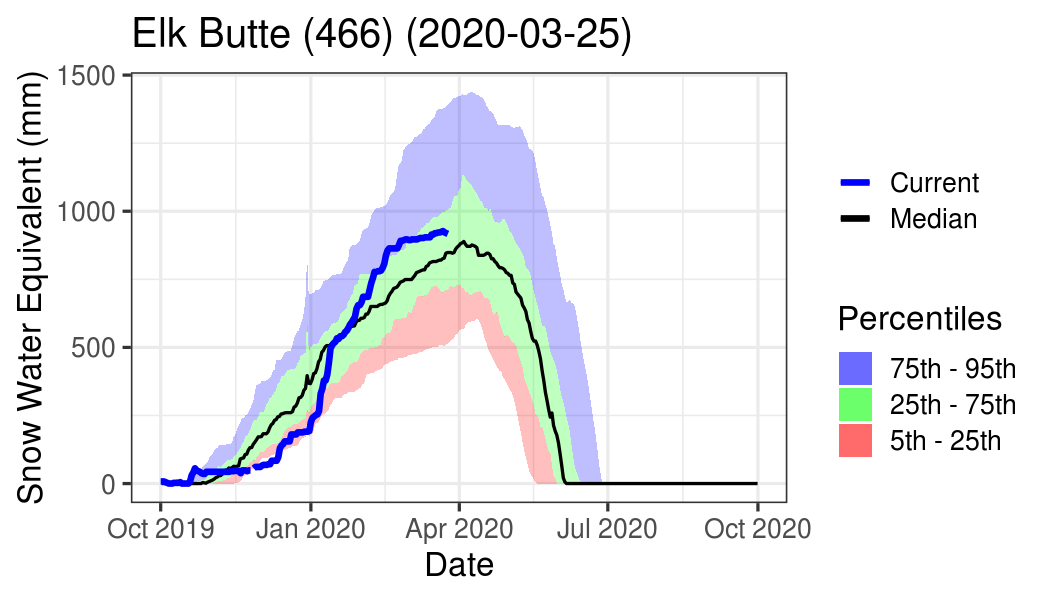 Elk Butte (466) (2020-03-25)
Snow Water Equivalent (mm)
1500
1000
500
0
Oct 2019
Jan 2020
Apr 2020
Jul 2020
Oct 2020
Date
Current
Median
Percentiles
75th - 95th
25th - 75th
5th - 25th